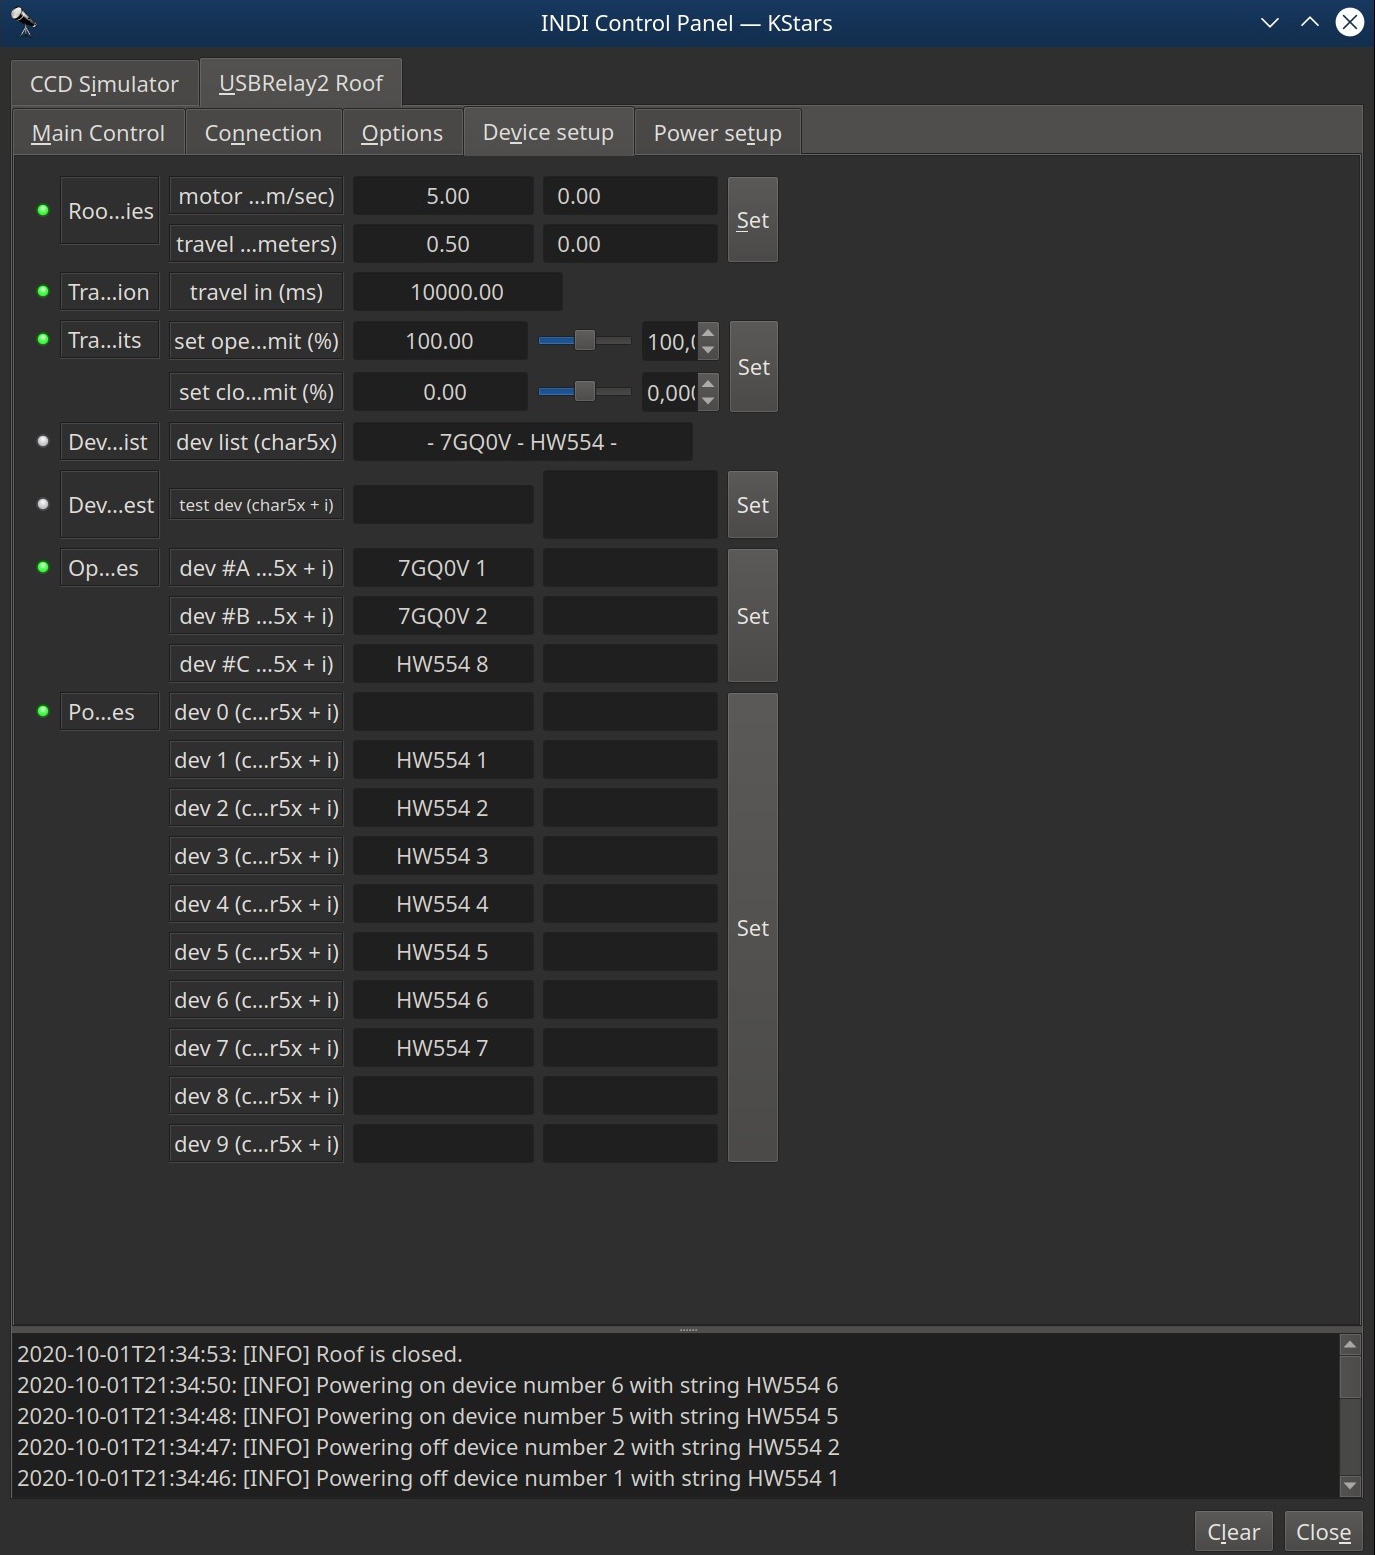 INDI Control Panel — KStars
CCD Simulator USBRelay2 Roof
Main Control Connection Options Device setup Power setup
Roo...ies motor ...m/sec) 5.00 0.00 Set
travel ...meters) 0.50 0.00
Tra...ion travel in (ms) 10000.00
Tra...its set ope...mit (%) 100.00 100,0 Set
set clo...mit (%) 0.00 0,000
Dev...ist dev list (char5x) - 7GQ0V - HW554 -
Dev...est test dev (char5x + i) Set
Op...es dev #A ...5x + i) 7GQ0V 1 Set
dev #B ...5x + i) 7GQ0V 2
dev #C ...5x + i) HW554 8
Po...es dev 0 (c...r5x + i) Set
dev 1 (c...r5x + i) HW554 1
dev 2 (c...r5x + i) HW554 2
dev 3 (c...r5x + i) HW554 3
dev 4 (c...r5x + i) HW554 4
dev 5 (c...r5x + i) HW554 5
dev 6 (c...r5x + i) HW554 6
dev 7 (c...r5x + i) HW554 7
dev 8 (c...r5x + i)
dev 9 (c...r5x + i)
2020-10-01T21:34:53: [INFO] Roof is closed.
2020-10-01T21:34:50: [INFO] Powering on device number 6 with string HW554 6
2020-10-01T21:34:48: [INFO] Powering on device number 5 with string HW554 5
2020-10-01T21:34:47: [INFO] Powering off device number 2 with string HW554 2
2020-10-01T21:34:46: [INFO] Powering off device number 1 with string HW554 1
Clear Close